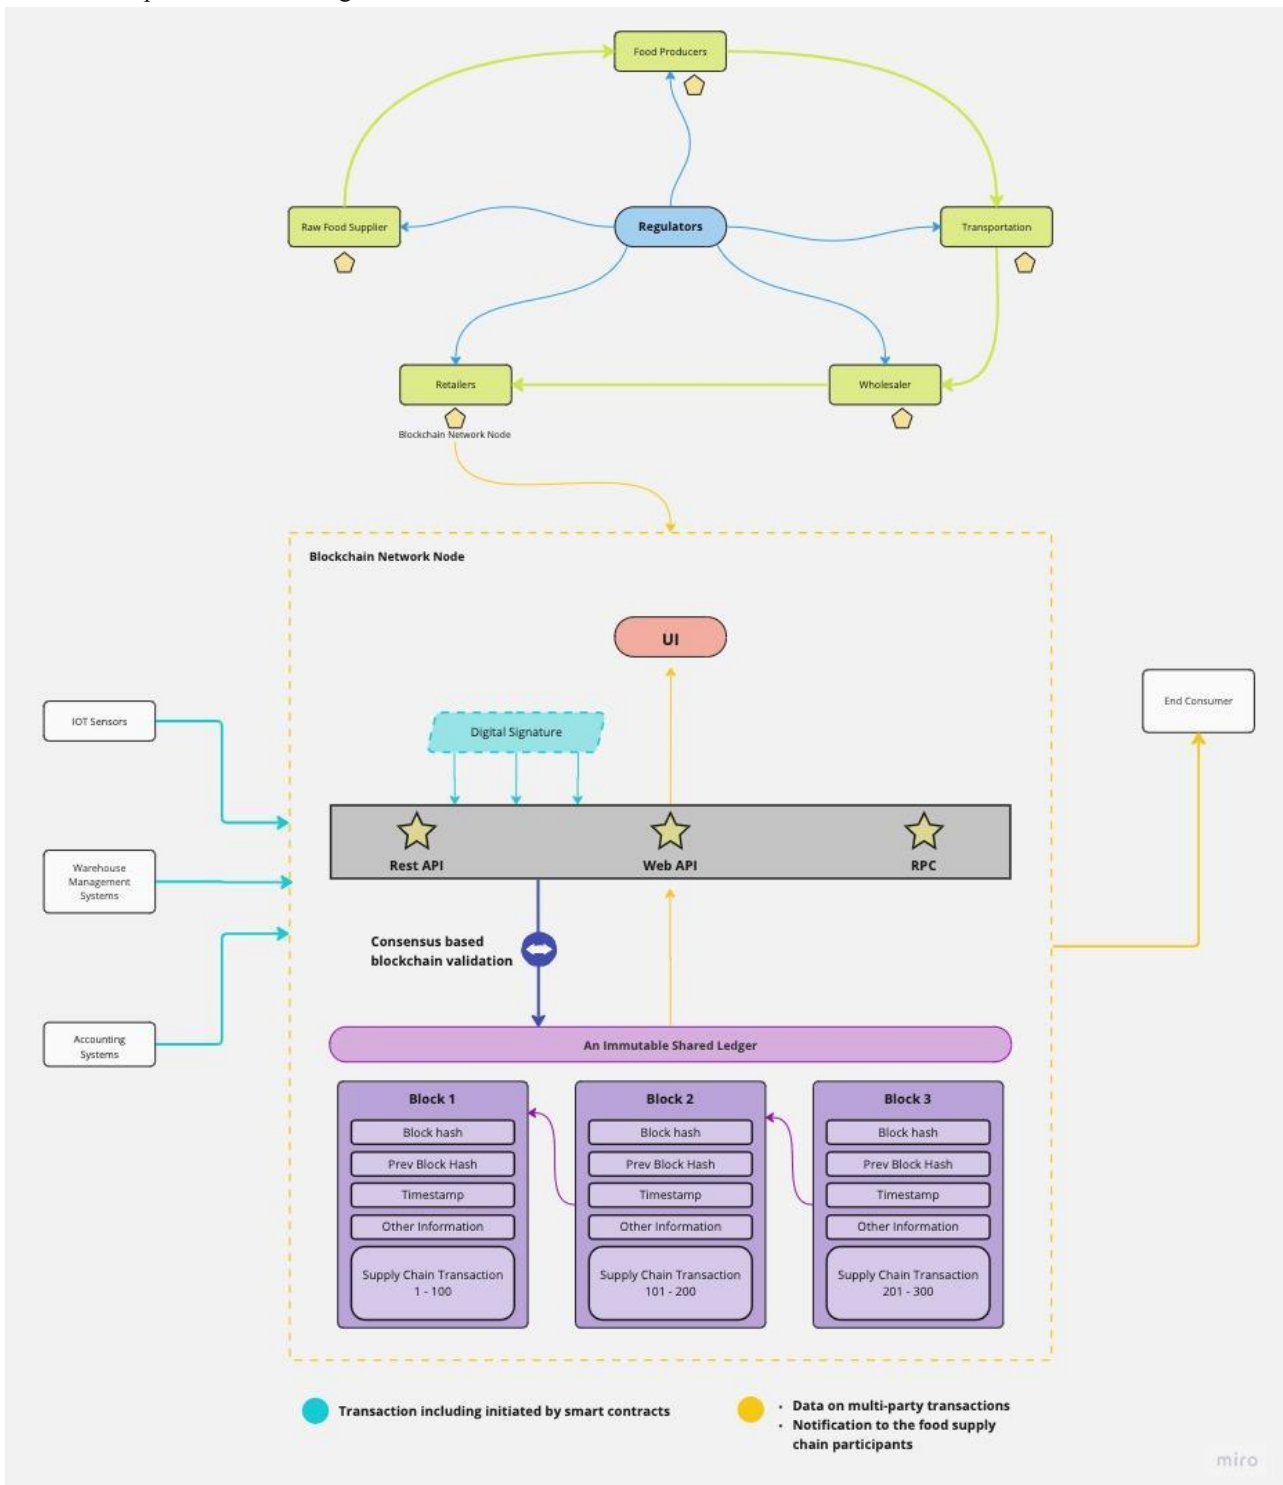 Food Producers
Raw Food Supplier
Regulators
Transportation
Retailers
Wholesaler
Blockchain Network Node
Blockchain Network Node
UI
End Consumer
IOT Sensors
Digital Signature
Rest API
Web API
RPC
Warehouse
Management
Systems
Consensus based
blockchain validation
Accounting
Systems
An Immutable Shared Ledger
Block 1
Block hash
Prev Block Hash
Timestamp
Other Information
Supply Chain Transaction
1 - 100
Block 2
Block hash
Prev Block Hash
Timestamp
Other Information
Supply Chain Transaction
101 - 200
Block 3
Block hash
Prev Block Hash
Timestamp
Other Information
Supply Chain Transaction
201 - 300
Transaction including initiated by smart contracts
• Data on multi-party transactions
• Notification to the food supply
chain participants
miro